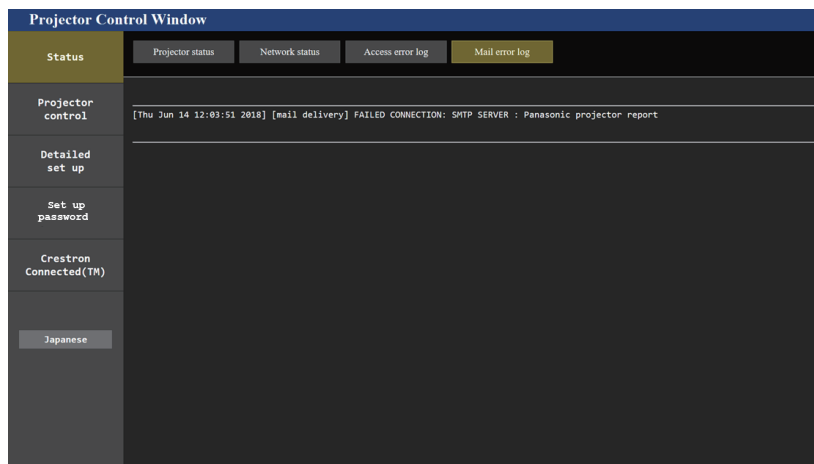 Projector Control Window
Status
Projector status
Network status
Access error log
Mail error log
[Thu Jun 14 12:03:51 2018] [mail delivery] FAILED CONNECTION: SMTP SERVER : Panasonic projector report
Projector
control
Detailed
set up
Set up
password
Crestron
Connected(TM)
Japanese